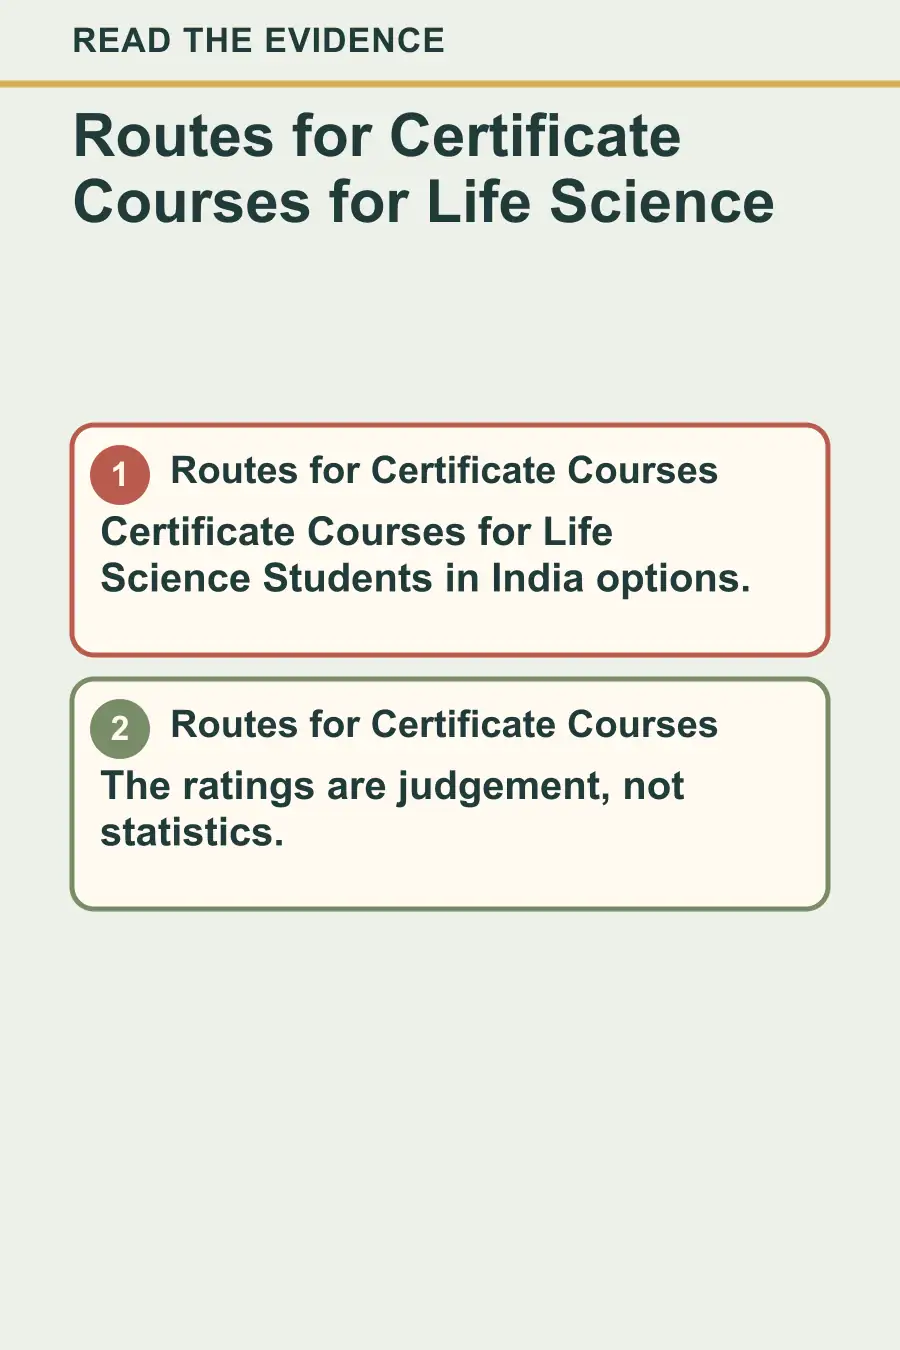 READ THE EVIDENCE
Routes for Certificate
Courses for Life Science
1 Routes for Certificate Courses
Certificate Courses for Life
Science Students in India options.
2 Routes for Certificate Courses
The ratings are judgement, not
statistics.